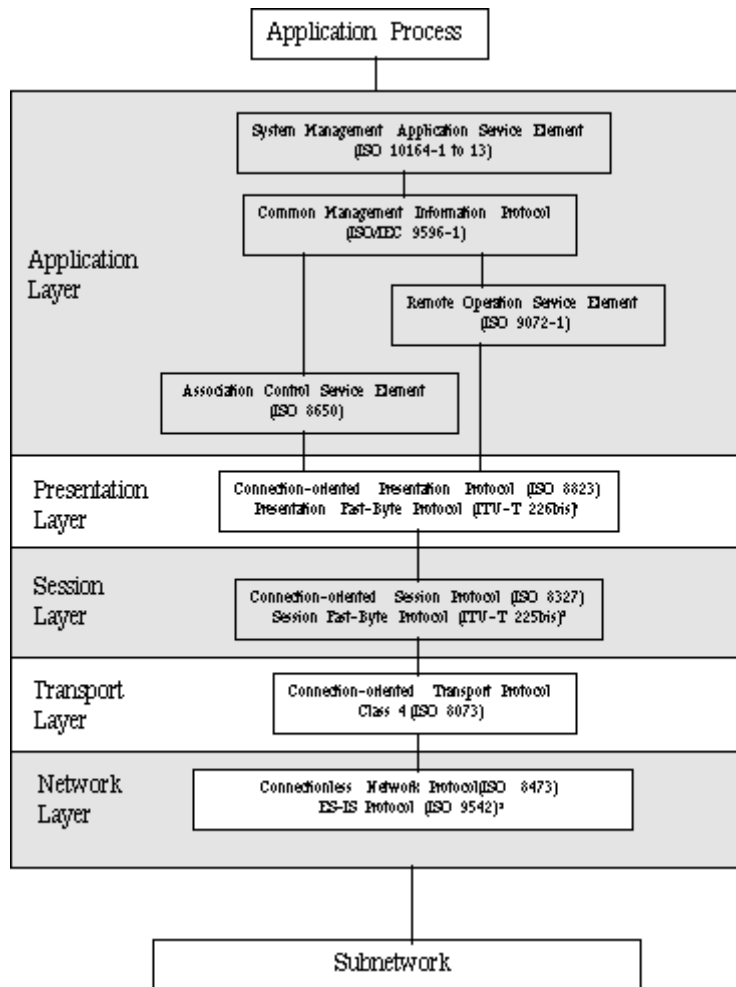 Application Process
System Management Application Service Element
(ISO 10164-1 to 13)
Common Management Information Protocol
(ISO/IEC 9596-1)
Application
Layer
Remote Operation Service Element
(ISO 9072-1)
Association Control Service Element
(ISO 8650)
Presentation
Layer
Connection-oriented Presentation Protocol (ISO 8823)
Presentation Fast-Byte Protocol (ITU-T 226bis)¹
Session
Layer
Connection-oriented Session Protocol (ISO 8327)
Session Fast-Byte Protocol (ITU-T 225bis)²
Transport
Layer
Connection-oriented Transport Protocol
Class 4 (ISO 8073)
Network
Layer
Connectionless Network Protocol(ISO 8473)
ES-IS Protocol (ISO 9542)³
Subnetwork